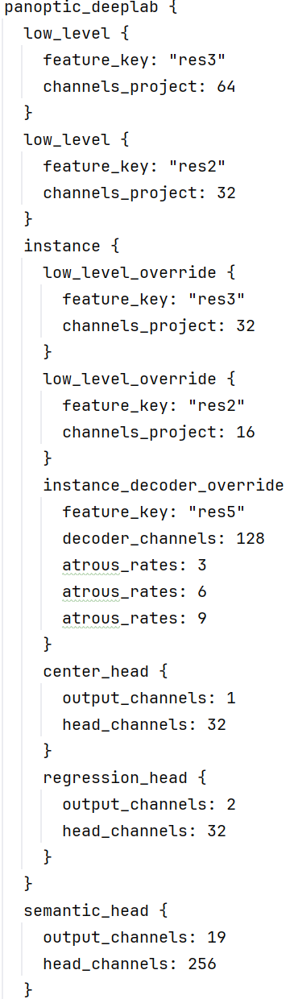 panoptic_deeplab {
  low_level {
    feature_key: "res3"
    channels_project: 64
  }
  low_level {
    feature_key: "res2"
    channels_project: 32
  }
  instance {
    low_level_override {
      feature_key: "res3"
      channels_project: 32
    }
    low_level_override {
      feature_key: "res2"
      channels_project: 16
    }
    instance_decoder_override
      feature_key: "res5"
      decoder_channels: 128
      atrous_rates: 3
      atrous_rates: 6
      atrous_rates: 9
    }
    center_head {
      output_channels: 1
      head_channels: 32
    }
    regression_head {
      output_channels: 2
      head_channels: 32
    }
  }
  semantic_head {
    output_channels: 19
    head_channels: 256
  }